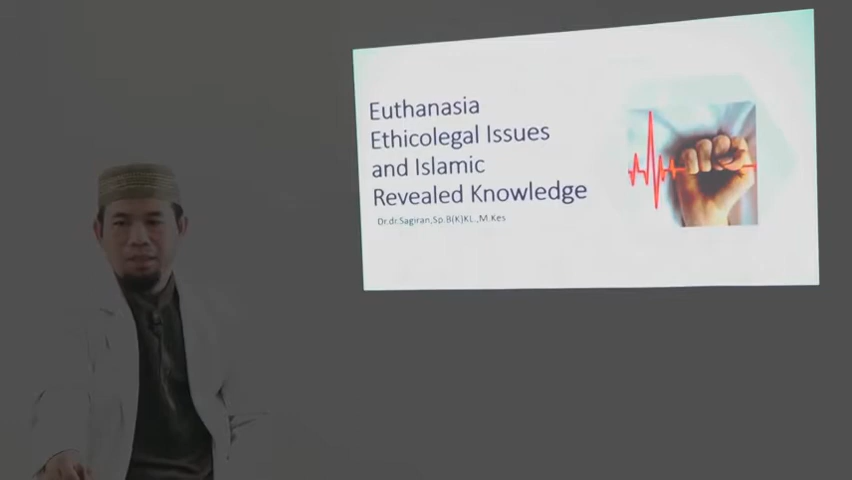 Euthanasia
Ethicolegal Issues
and Islamic
Revealed Knowledge
Dr.dr.Sagiran,Sp.B(K)KL.,M.Kes